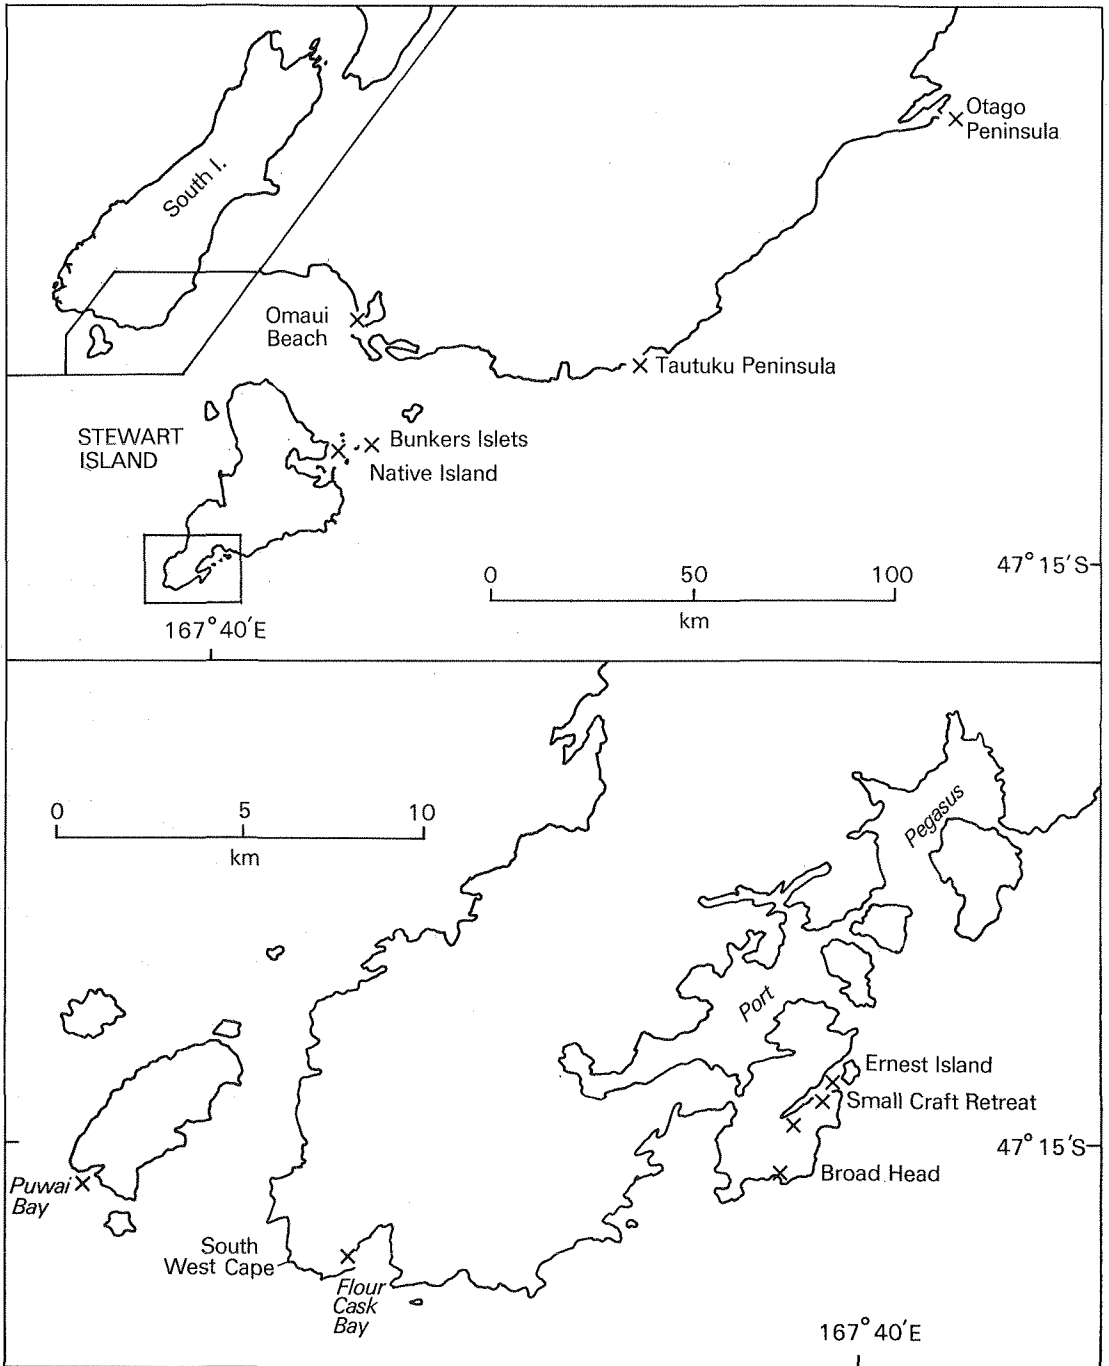 South I.
Otago
Peninsula
Omaui
Beach
Tautuku Peninsula
STEWART
ISLAND
Bunkers Islets
Native Island
47° 15′S
0 50 100
km
167° 40′E
0 5 10
km
Pegasus
Port
Ernest Island
Small Craft Retreat
47° 15′S
Broad Head
Puwai
Bay
South
West Cape
Flour
Cask
Bay
167° 40′E